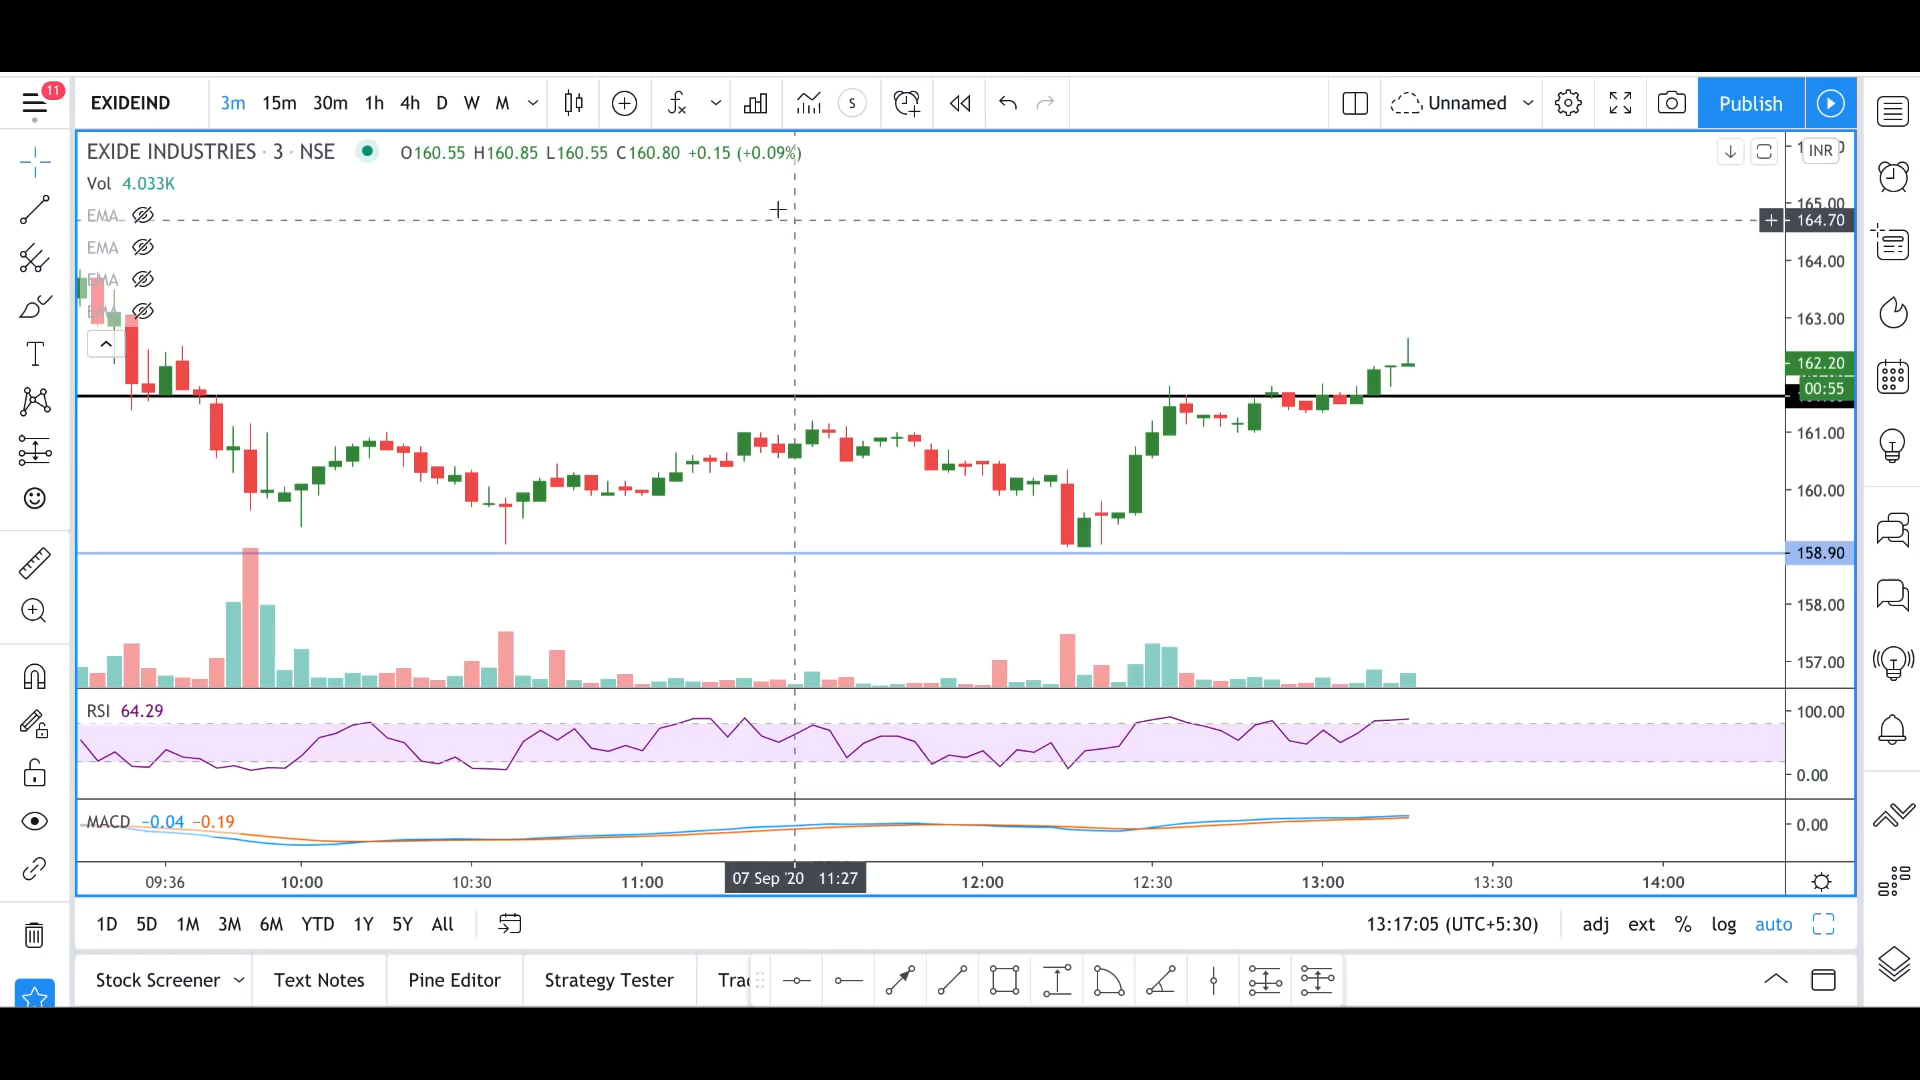 11
EXIDEIND 3m 15m 30m 1h 4h D W M S Unnamed Publish
EXIDE INDUSTRIES · 3 · NSE O160.55 H160.85 L160.55 C160.80 +0.15 (+0.09%) INR
Vol 4.033K
165.00
EMA 164.70
EMA
164.00
EMA
EMA
163.00
162.20
00:55
161.00
160.00
158.90
158.00
157.00
RSI 64.29 100.00
0.00
MACD −0.04 −0.19 0.00
09:36 10:00 10:30 11:00 07 Sep '20 11:27 12:00 12:30 13:00 13:30 14:00
1D 5D 1M 3M 6M YTD 1Y 5Y All 13:17:05 (UTC+5:30) adj ext % log auto
Stock Screener Text Notes Pine Editor Strategy Tester Trac